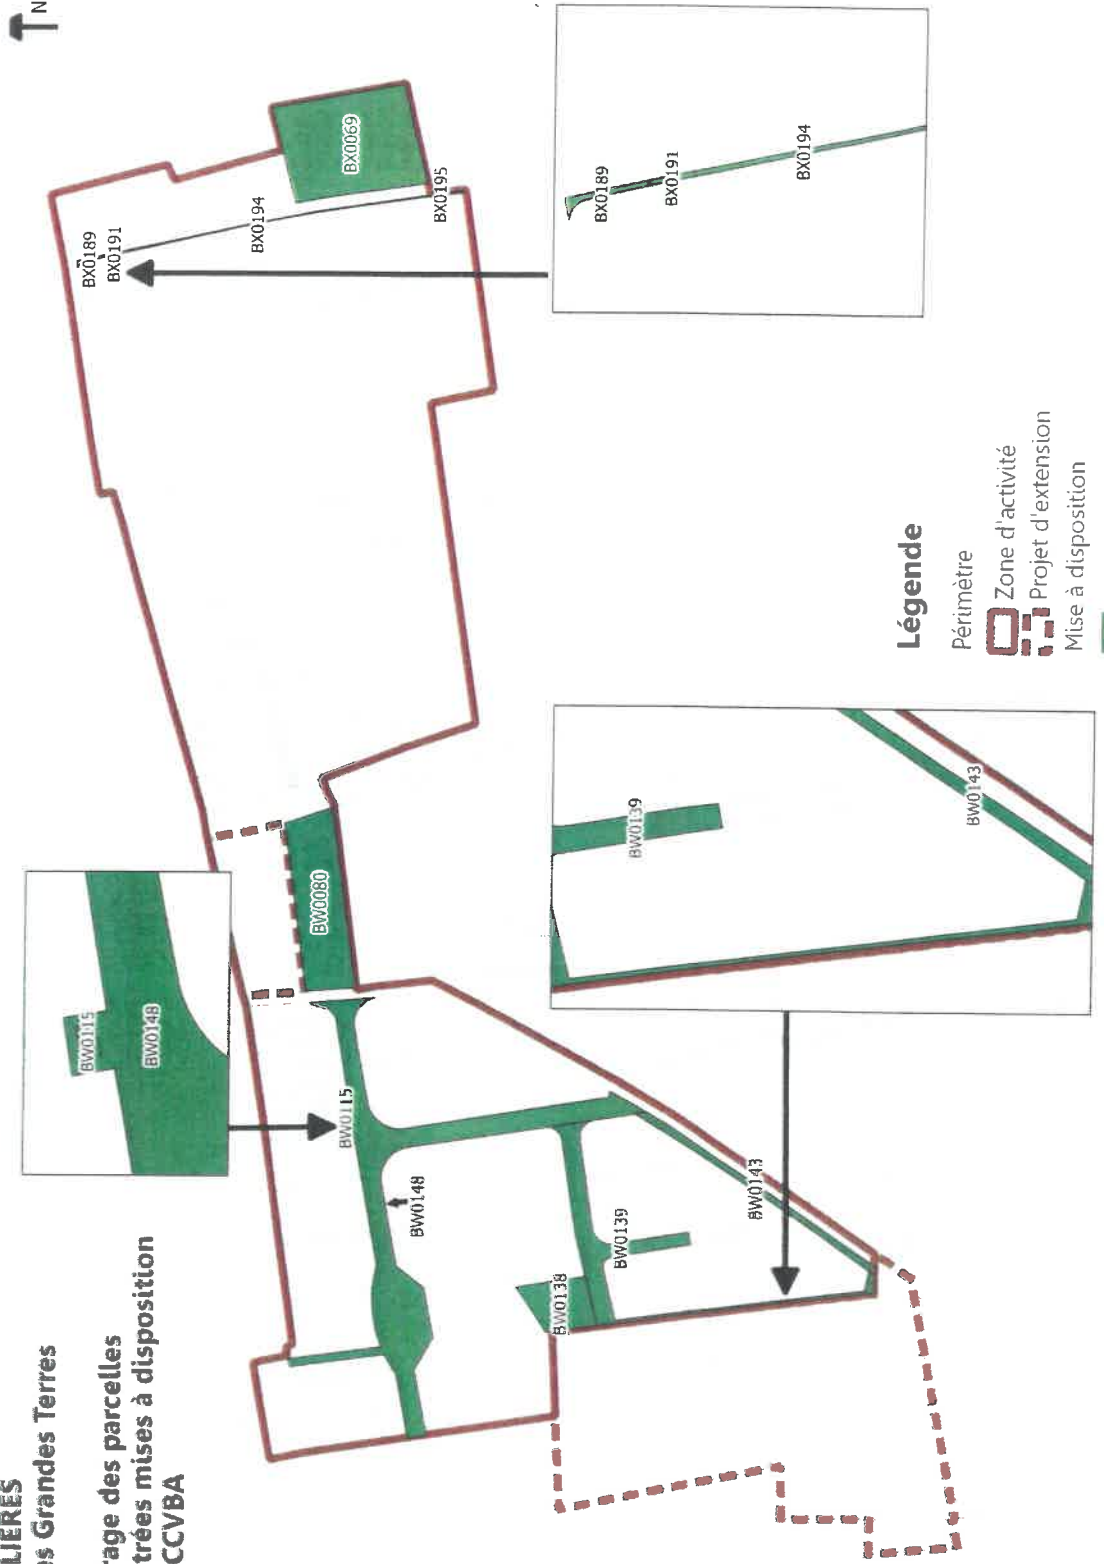 LIERES
es Grandes Terres
rage des parcelles
trées mises à disposition
CCVBA
N
BX0189
BX0191
BX0194
BX0195
BX0069
BX0189
BX0191
BX0194
BW0115
BW0148
BW0080
BW0115
BW0148
BW0139
BW0138
BW0143
BW0139
BW0143
Légende
Périmètre
Zone d'activité
Projet d'extension
Mise à disposition